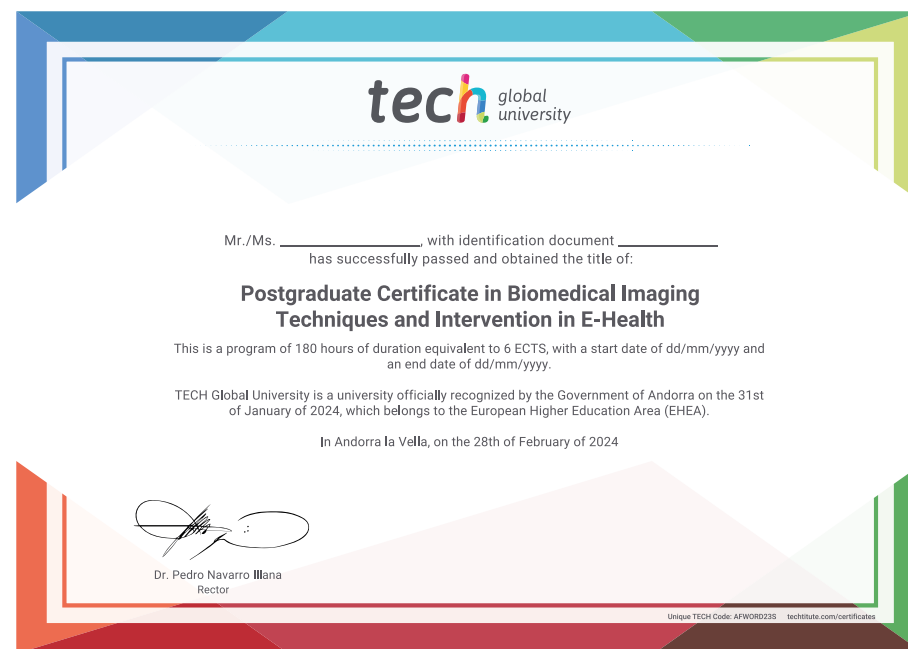 tech global
university
Mr./Ms. ____________, with identification document ____________
has successfully passed and obtained the title of:
Postgraduate Certificate in Biomedical Imaging
Techniques and Intervention in E-Health
This is a program of 180 hours of duration equivalent to 6 ECTS, with a start date of dd/mm/yyyy and
an end date of dd/mm/yyyy.
TECH Global University is a university officially recognized by the Government of Andorra on the 31st
of January of 2024, which belongs to the European Higher Education Area (EHEA).
In Andorra la Vella, on the 28th of February of 2024
Dr. Pedro Navarro Illana
Rector
Unique TECH Code: AFWORD23S techtitute.com/certificates